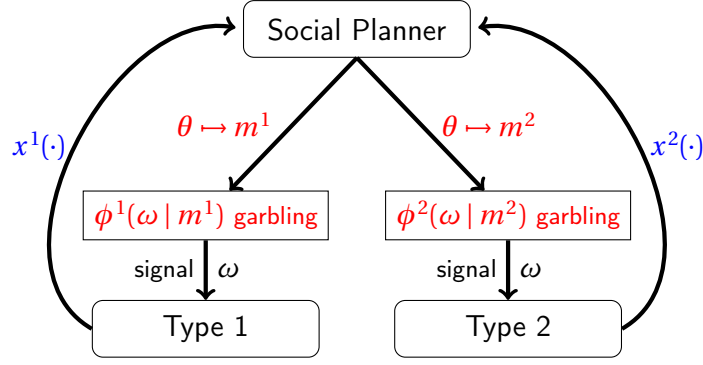 Social Planner
θ ↦ m¹
θ ↦ m²
x¹(·)
x²(·)
ϕ¹(ω | m¹) garbling
ϕ²(ω | m²) garbling
signal ω
signal ω
Type 1
Type 2